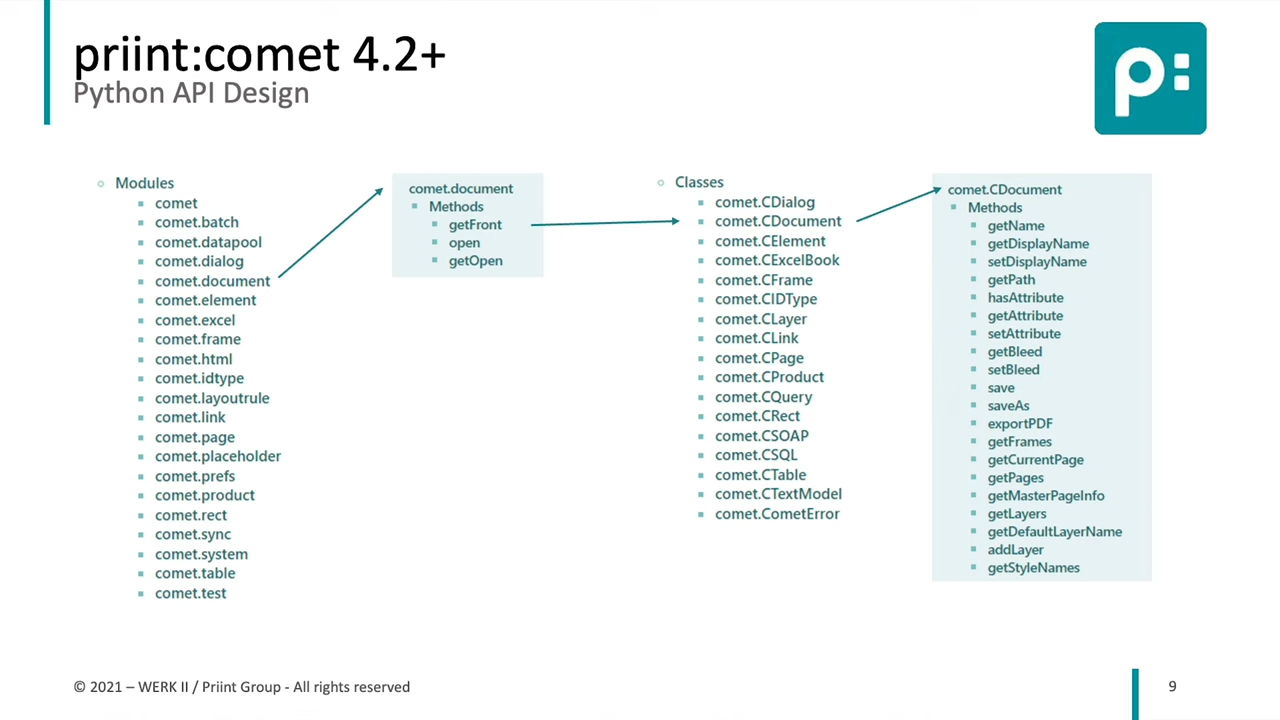 priint:comet 4.2+
Python API Design
p:
Modules
comet
comet.batch
comet.datapool
comet.dialog
comet.document
comet.element
comet.excel
comet.frame
comet.html
comet.idtype
comet.layoutrule
comet.link
comet.page
comet.placeholder
comet.prefs
comet.product
comet.rect
comet.sync
comet.system
comet.table
comet.test
comet.document
Methods
getFront
open
getOpen
Classes
comet.CDialog
comet.CDocument
comet.CElement
comet.CExcelBook
comet.CFrame
comet.CIDType
comet.CLayer
comet.CLink
comet.CPage
comet.CProduct
comet.CQuery
comet.CRect
comet.CSOAP
comet.CSQL
comet.CTable
comet.CTextModel
comet.CometError
comet.CDocument
Methods
getName
getDisplayName
setDisplayName
getPath
hasAttribute
getAttribute
setAttribute
getBleed
setBleed
save
saveAs
exportPDF
getFrames
getCurrentPage
getPages
getMasterPageInfo
getLayers
getDefaultLayerName
addLayer
getStyleNames
© 2021 – WERK II / Priint Group - All rights reserved
9